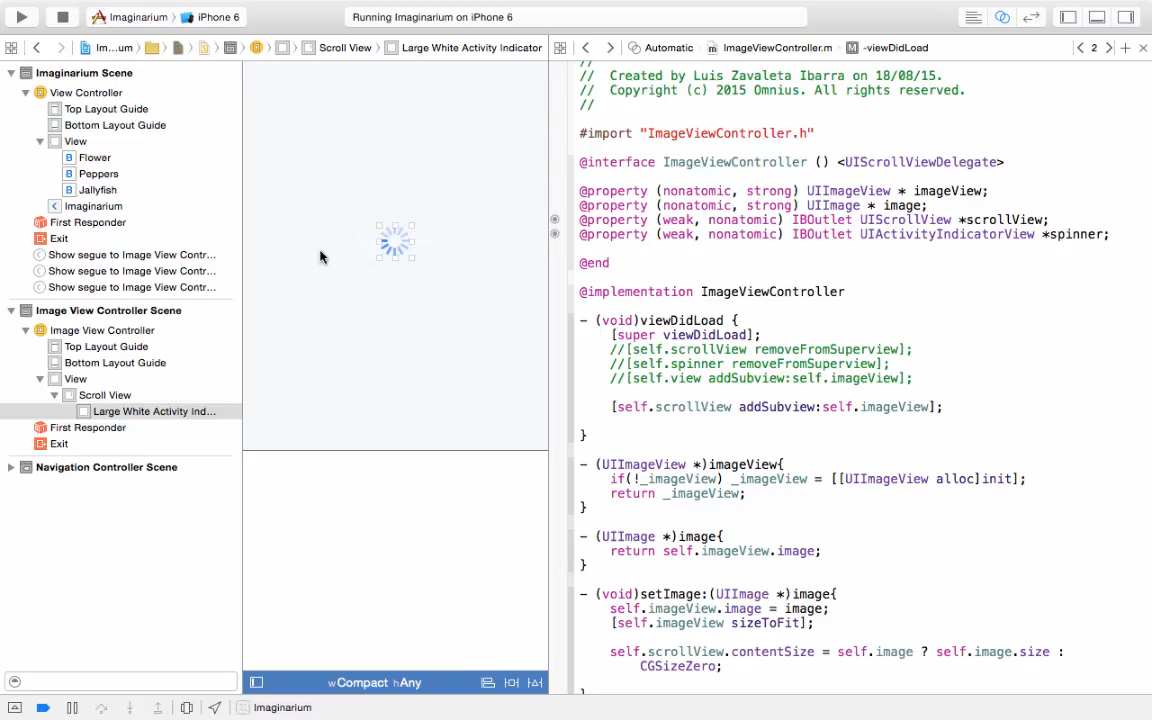 Imaginarium
iPhone 6
Running Imaginarium on iPhone 6
Im...um
Scroll View
Large White Activity Indicator
Automatic
ImageViewController.m
M
-viewDidLoad
2
Imaginarium Scene
View Controller
Top Layout Guide
Bottom Layout Guide
View
B Flower
B Peppers
B Jallyfish
Imaginarium
First Responder
Exit
Show segue to Image View Contr...
Show segue to Image View Contr...
Show segue to Image View Contr...
Image View Controller Scene
Image View Controller
Top Layout Guide
Bottom Layout Guide
View
Scroll View
Large White Activity Ind...
First Responder
Exit
Navigation Controller Scene
wCompact hAny
Imaginarium
//
//  Created by Luis Zavaleta Ibarra on 18/08/15.
//  Copyright (c) 2015 Omnius. All rights reserved.
//
#import "ImageViewController.h"
@interface ImageViewController () <UIScrollViewDelegate>
@property (nonatomic, strong) UIImageView * imageView;
@property (nonatomic, strong) UIImage * image;
@property (weak, nonatomic) IBOutlet UIScrollView *scrollView;
@property (weak, nonatomic) IBOutlet UIActivityIndicatorView *spinner;
@end
@implementation ImageViewController
- (void)viewDidLoad {
[super viewDidLoad];
//[self.scrollView removeFromSuperview];
//[self.spinner removeFromSuperview];
//[self.view addSubview:self.imageView];
[self.scrollView addSubview:self.imageView];
}
- (UIImageView *)imageView{
if(!_imageView) _imageView = [[UIImageView alloc]init];
return _imageView;
}
- (UIImage *)image{
return self.imageView.image;
}
- (void)setImage:(UIImage *)image{
self.imageView.image = image;
[self.imageView sizeToFit];
self.scrollView.contentSize = self.image ? self.image.size :
CGSizeZero;
}